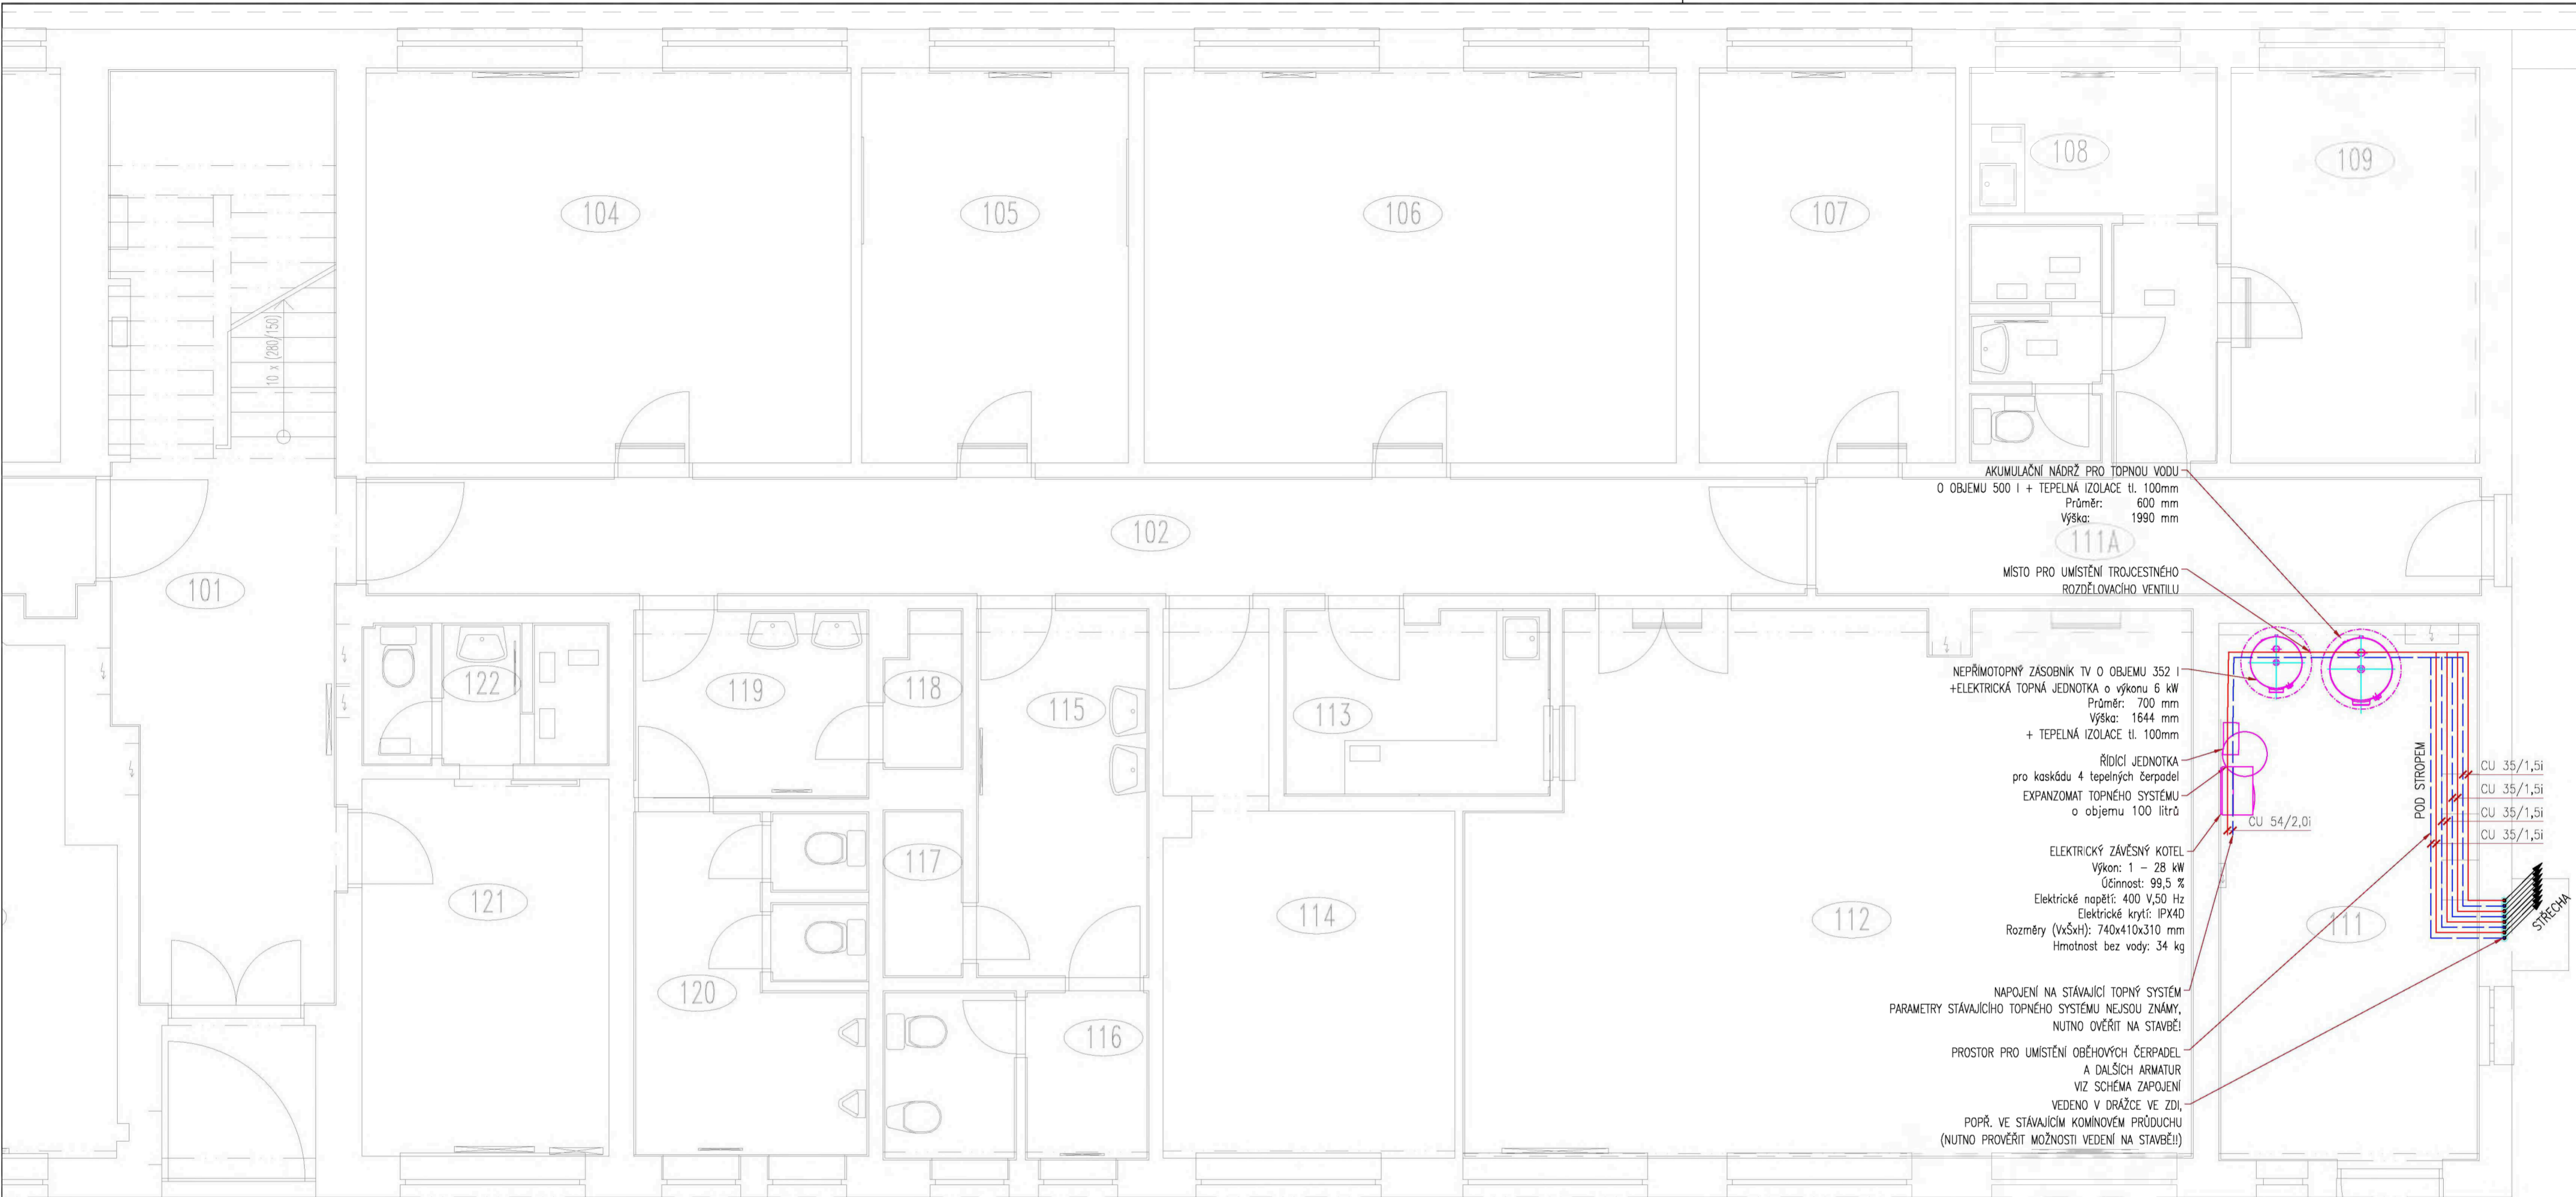 104
105
106
107
108
109
10 x (280/150)
101
102
111A
AKUMULAČNÍ NÁDRŽ PRO TOPNOU VODU
O OBJEMU 500 l + TEPELNÁ IZOLACE tl. 100mm
Průměr: 600 mm
Výška: 1990 mm
MÍSTO PRO UMÍSTĚNÍ TROJCESTNÉHO
ROZDĚLOVACÍHO VENTILU
NEPŘÍMOTOPNÝ ZÁSOBNÍK TV O OBJEMU 352 l
+ELEKTRICKÁ TOPNÁ JEDNOTKA o výkonu 6 kW
Průměr: 700 mm
Výška: 1644 mm
+ TEPELNÁ IZOLACE tl. 100mm
ŘÍDÍCÍ JEDNOTKA
pro kaskádu 4 tepelných čerpadel
EXPANZOMAT TOPNÉHO SYSTÉMU
o objemu 100 litrů
ELEKTRICKÝ ZÁVĚSNÝ KOTEL
Výkon: 1 – 28 kW
Účinnost: 99,5 %
Elektrické napětí: 400 V,50 Hz
Elektrické krytí: IPX4D
Rozměry (VxŠxH): 740x410x310 mm
Hmotnost bez vody: 34 kg
NAPOJENÍ NA STÁVAJÍCÍ TOPNÝ SYSTÉM
PARAMETRY STÁVAJÍCÍHO TOPNÉHO SYSTÉMU NEJSOU ZNÁMY,
NUTNO OVĚŘIT NA STAVBĚ!
PROSTOR PRO UMÍSTĚNÍ OBĚHOVÝCH ČERPADEL
A DALŠÍCH ARMATUR
VIZ SCHÉMA ZAPOJENÍ
VEDENO V DRÁŽCE VE ZDI,
POPŘ. VE STÁVAJÍCÍM KOMÍNOVÉM PRŮDUCHU
(NUTNO PROVĚŘIT MOŽNOSTI VEDENÍ NA STAVBĚ!!)
POD STROPEM
CU 35/1,5i
CU 35/1,5i
CU 35/1,5i
CU 35/1,5i
CU 54/2,0i
STŘECHA
122
119
118
115
113
121
117
120
116
114
112
111